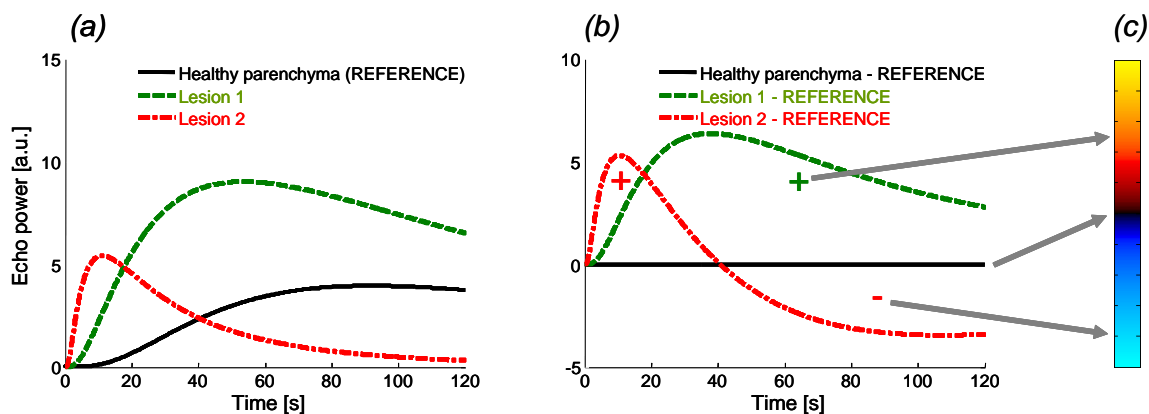 (a)
15
10
5
0
Echo power [a.u.]
Healthy parenchyma (REFERENCE)
Lesion 1
Lesion 2
0 20 40 60 80 100 120
Time [s]
(b)
10
5
0
-5
Healthy parenchyma - REFERENCE
Lesion 1 - REFERENCE
Lesion 2 - REFERENCE
+ +
-
0 20 40 60 80 100 120
Time [s]
(c)